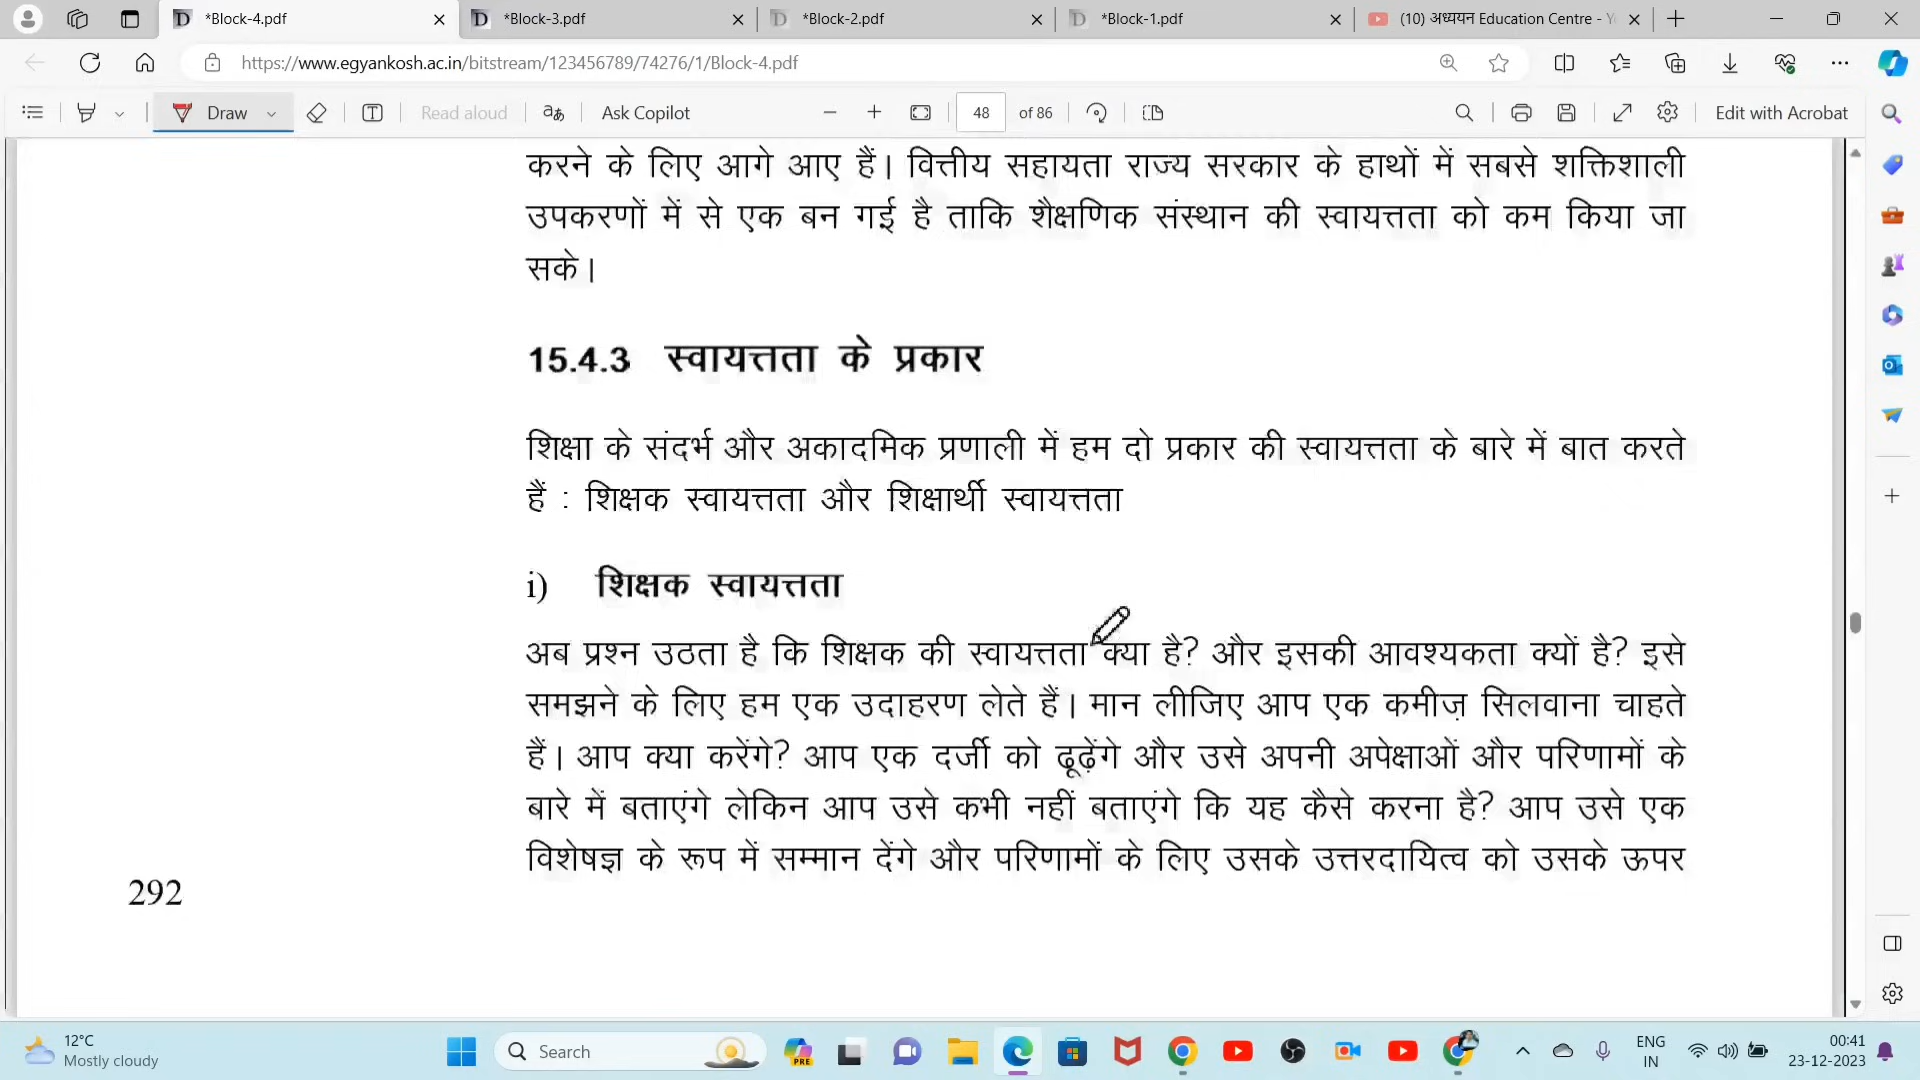 *Block-4.pdf
*Block-3.pdf
*Block-2.pdf
*Block-1.pdf
(10) अध्ययन Education Centre - Y
https://www.egyankosh.ac.in/bitstream/123456789/74276/1/Block-4.pdf
Draw
Read aloud
Ask Copilot
48
of 86
Edit with Acrobat
करने के लिए आगे आए हैं। वित्तीय सहायता राज्य सरकार के हाथों में सबसे शक्तिशाली
उपकरणों में से एक बन गई है ताकि शैक्षणिक संस्थान की स्वायत्तता को कम किया जा
सके।
15.4.3 स्वायत्तता के प्रकार
शिक्षा के संदर्भ और अकादमिक प्रणाली में हम दो प्रकार की स्वायत्तता के बारे में बात करते
हैं : शिक्षक स्वायत्तता और शिक्षार्थी स्वायत्तता
i) शिक्षक स्वायत्तता
अब प्रश्न उठता है कि शिक्षक की स्वायत्तता क्या है? और इसकी आवश्यकता क्यों है? इसे
समझने के लिए हम एक उदाहरण लेते हैं। मान लीजिए आप एक कमीज़ सिलवाना चाहते
हैं। आप क्या करेंगे? आप एक दर्जी को ढूढ़ेंगे और उसे अपनी अपेक्षाओं और परिणामों के
बारे में बताएंगे लेकिन आप उसे कभी नहीं बताएंगे कि यह कैसे करना है? आप उसे एक
विशेषज्ञ के रूप में सम्मान देंगे और परिणामों के लिए उसके उत्तरदायित्व को उसके ऊपर
292
12°C
Mostly cloudy
Search
PRE
ENG
IN
00:41
23-12-2023